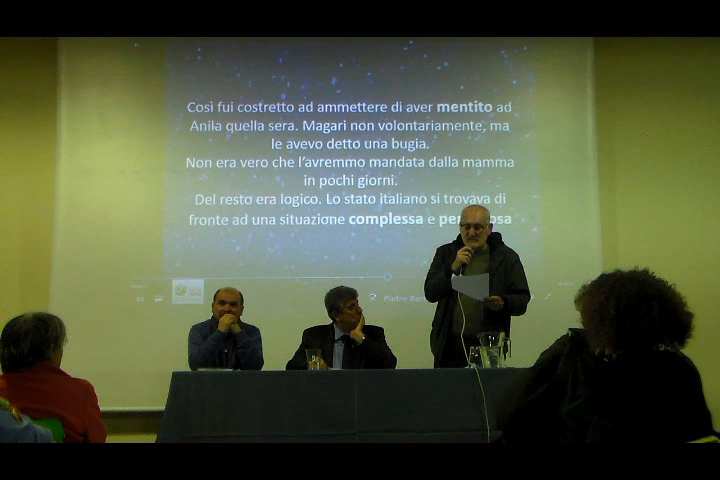 Così fui costretto ad ammettere di aver mentito ad
Anila quella sera. Magari non volontariamente, ma
le avevo detto una bugia.
Non era vero che l'avremmo mandata dalla mamma
in pochi giorni.
Del resto era logico. Lo stato italiano si trovava di
fronte ad una situazione complessa e
Pietro